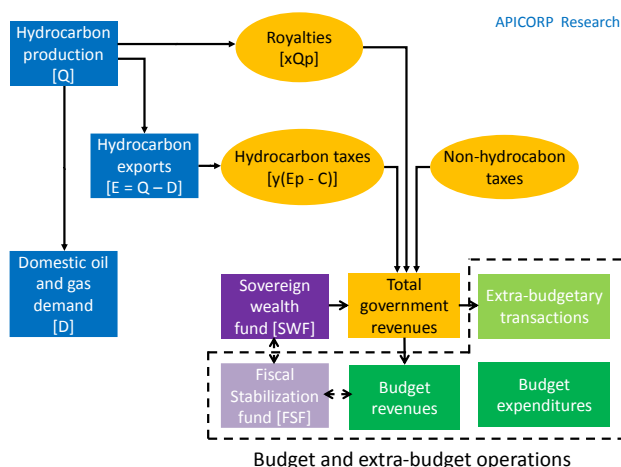 APICORP Research
Hydrocarbon
production
[Q]
Royalties
[xQp]
Hydrocarbon
exports
[E = Q – D]
Hydrocarbon taxes
[y(Ep - C)]
Non-hydrocabon
taxes
Domestic oil
and gas
demand
[D]
Sovereign
wealth
fund [SWF]
Total
government
revenues
Extra-budgetary
transactions
Fiscal
Stabilization
fund [FSF]
Budget
revenues
Budget
expenditures
Budget and extra-budget operations